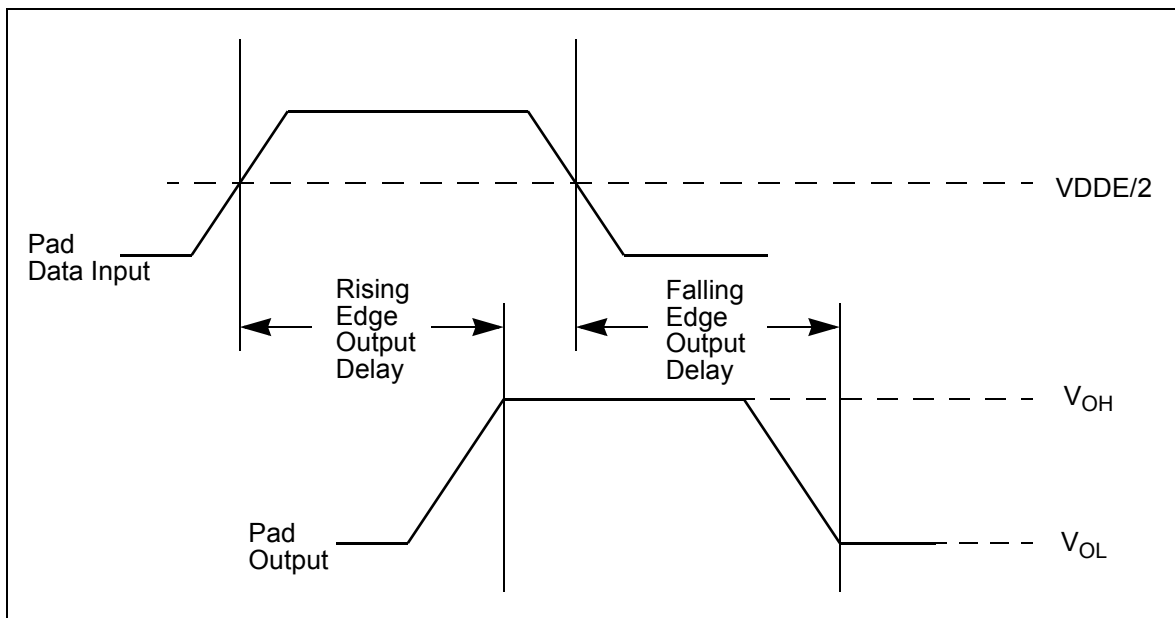 VDDE/2
Pad
Data Input
Rising
Edge
Output
Delay
Falling
Edge
Output
Delay
VOH
Pad
Output
VOL